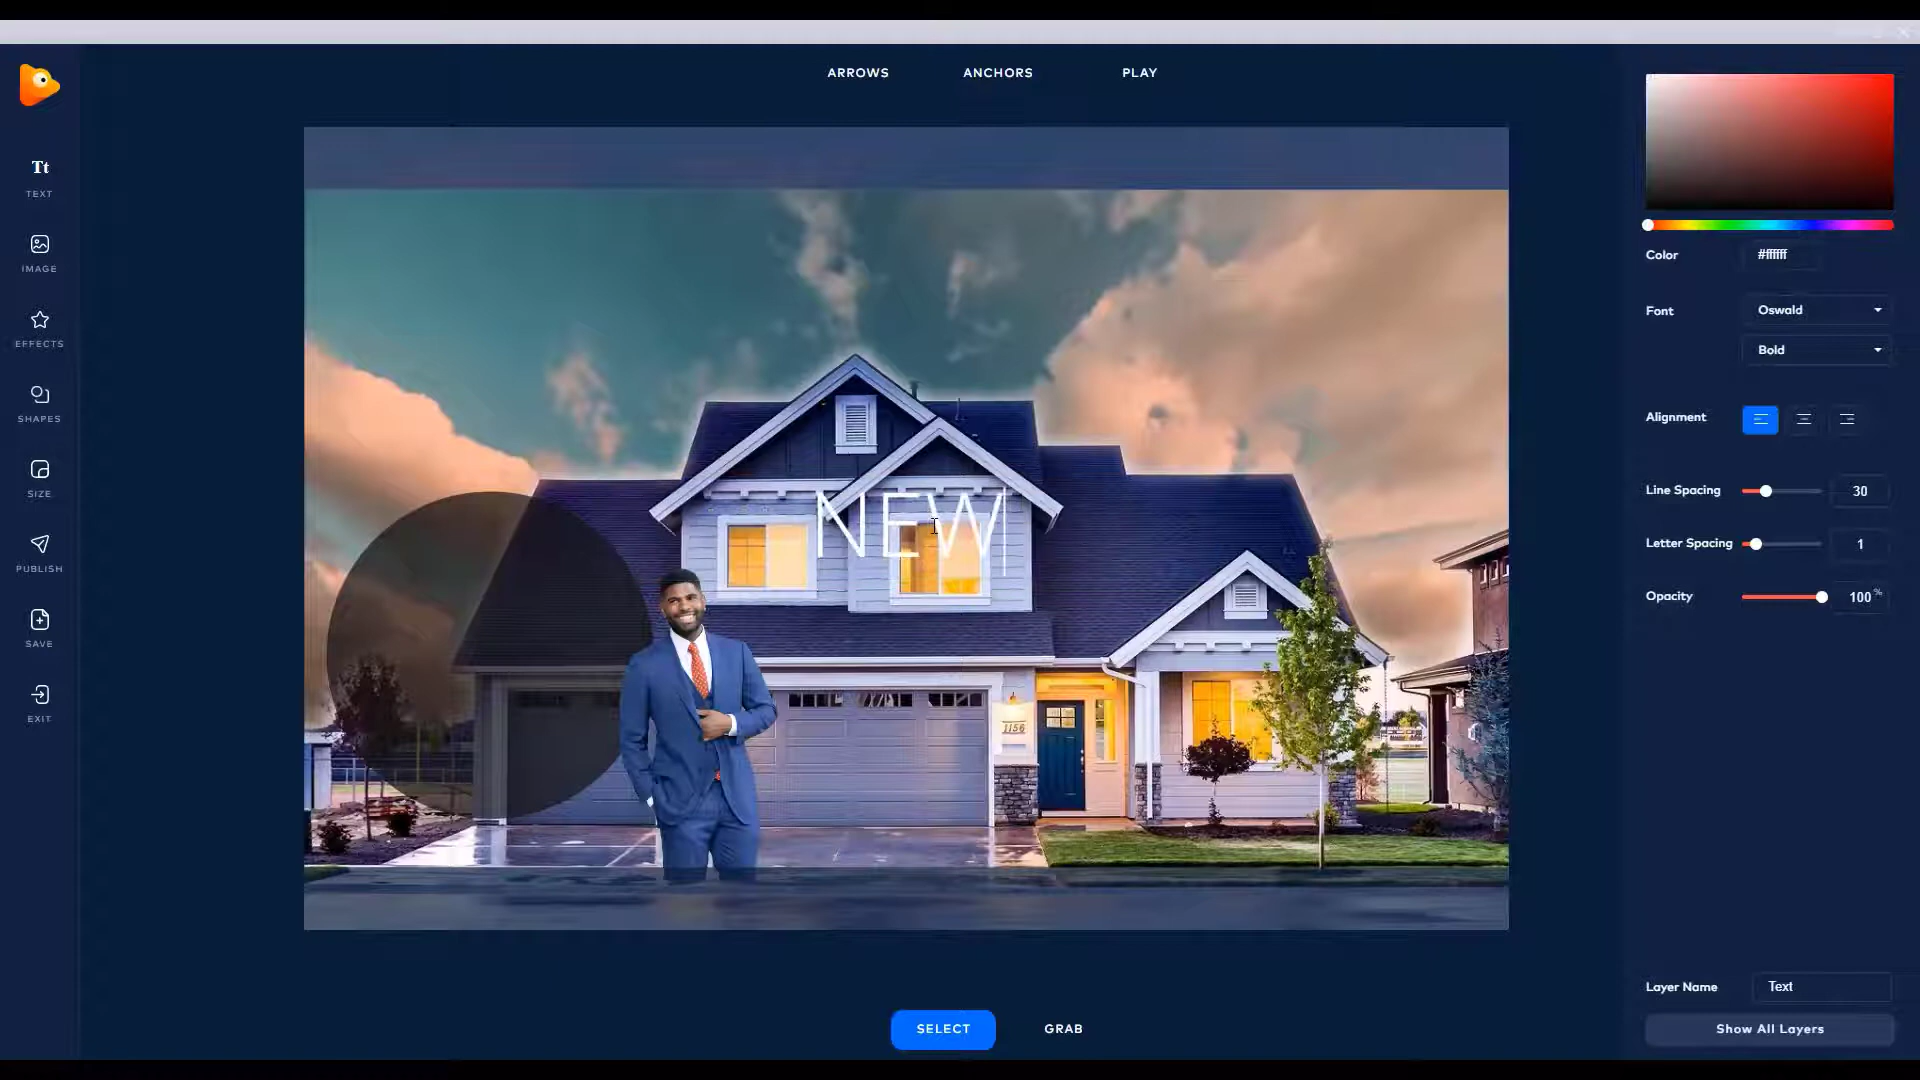 ARROWS ANCHORS PLAY
Tt
TEXT
IMAGE
EFFECTS
SHAPES
SIZE
PUBLISH
SAVE
EXIT
NEW
1156
Color #ffffff
Font Oswald
Bold
Alignment
Line Spacing 30
Letter Spacing 1
Opacity 100 %
Layer Name Text
Show All Layers
SELECT GRAB